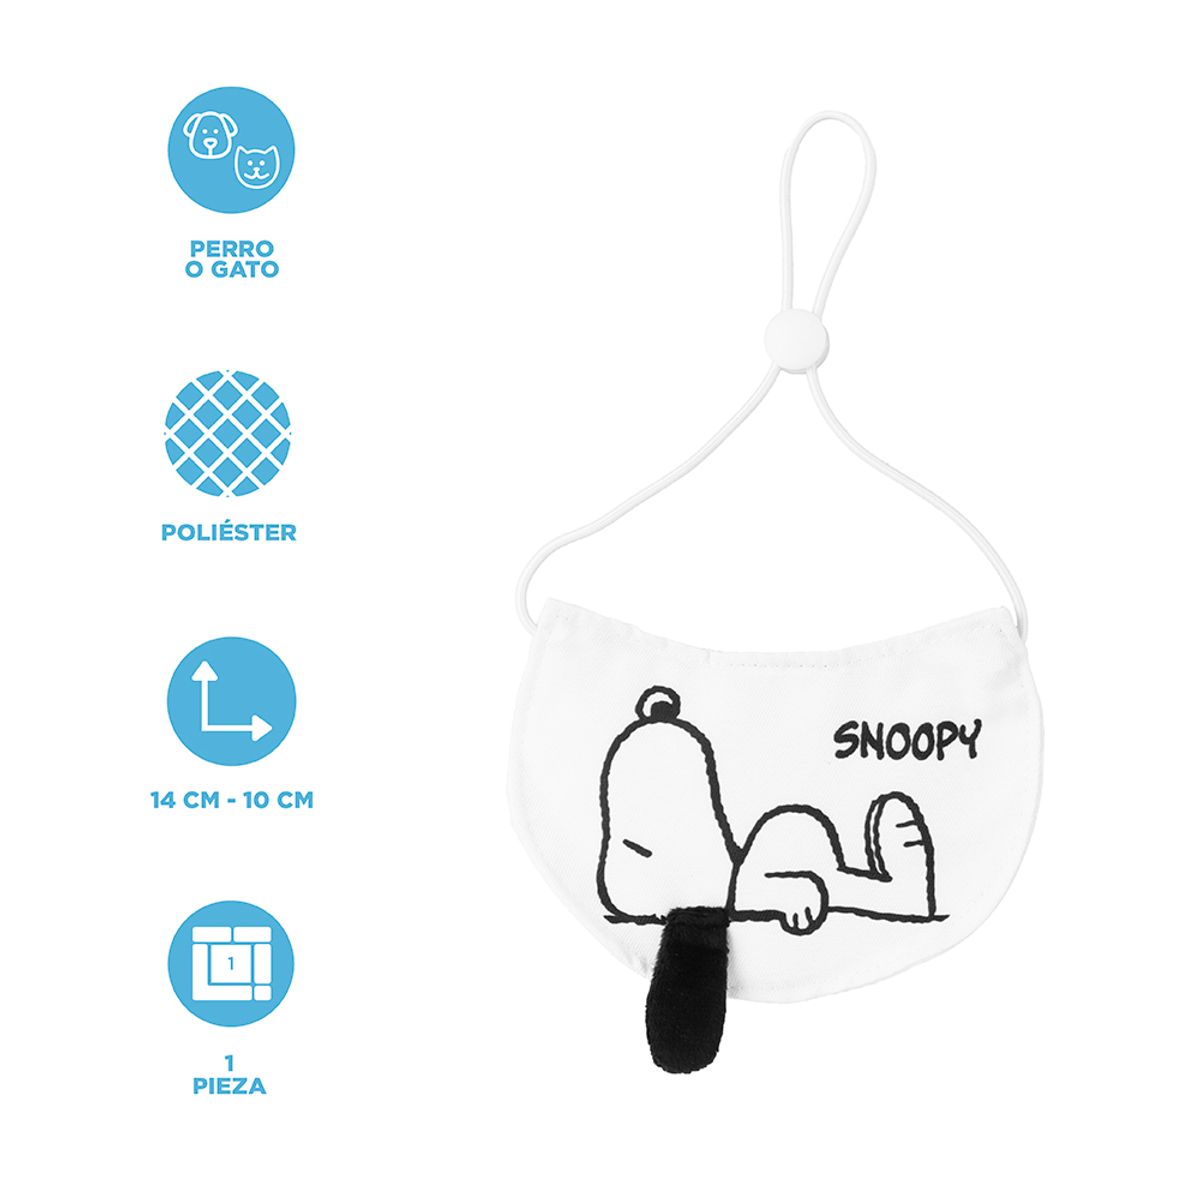 PERRO
O GATO
POLIÉSTER
14 CM - 10 CM
1
1
PIEZA
SNOOPY